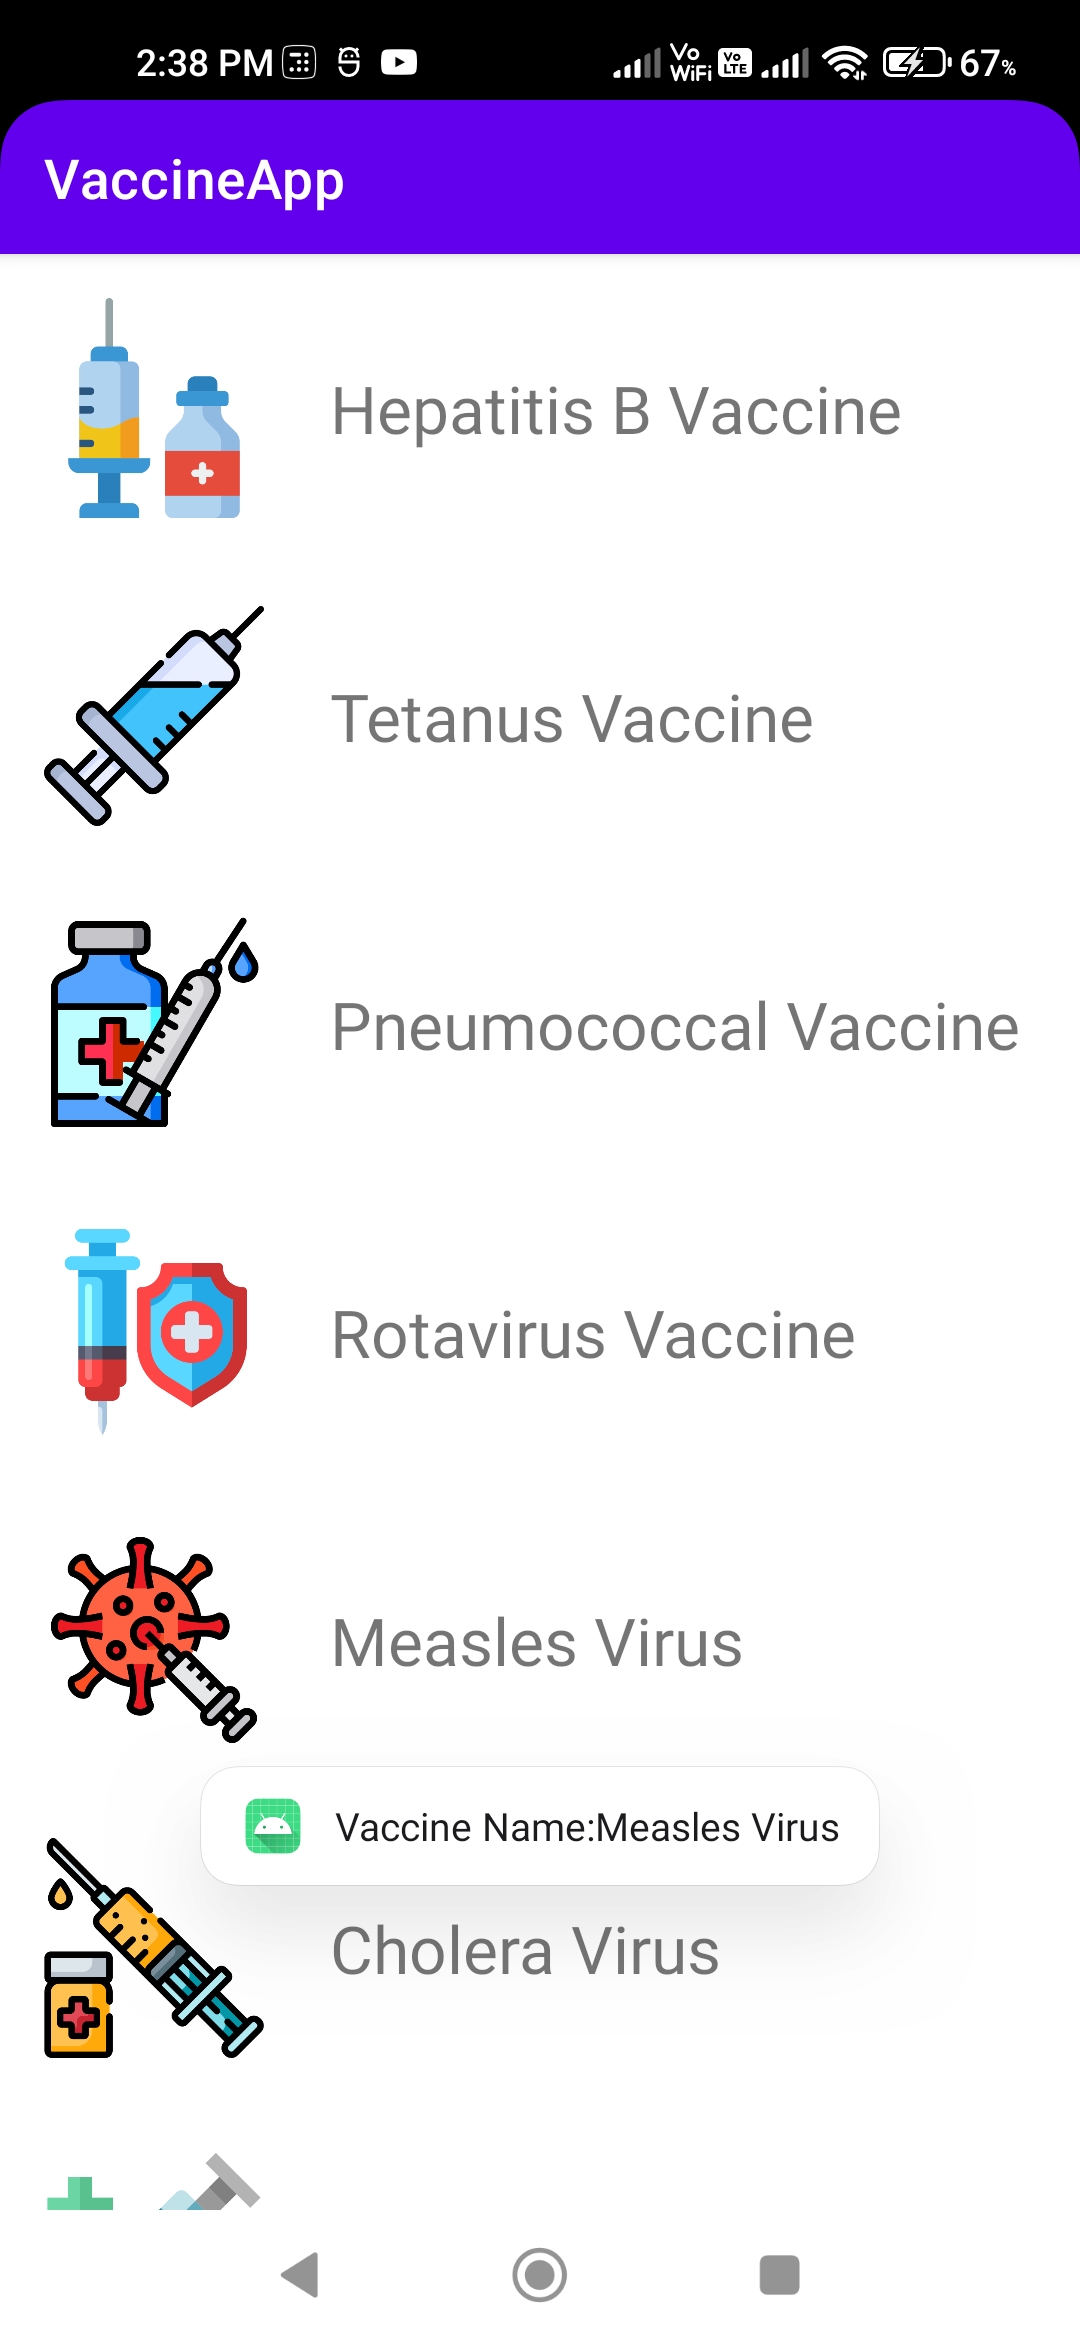 2:38 PM Vo WiFi Vo LTE 67%
VaccineApp
Hepatitis B Vaccine
Tetanus Vaccine
Pneumococcal Vaccine
Rotavirus Vaccine
Measles Virus
Vaccine Name:Measles Virus
Cholera Virus